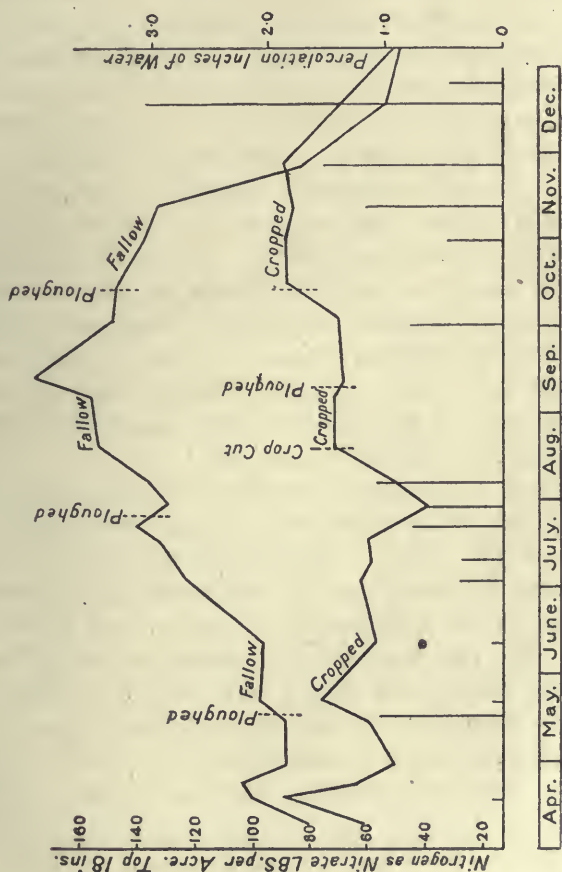 Nitrogen as Nitrate LBS. per Acre. Top 18 ins.
160
140
120
100
80
60
40
20
Percolation Inches of Water
3.0
2.0
1.0
0
Ploughed
Fallow
Ploughed
Fallow
Ploughed
Fallow
Cropped
Crop Cut
Cropped
Ploughed
Cropped
Apr. May. June. July. Aug. Sep. Oct. Nov. Dec.